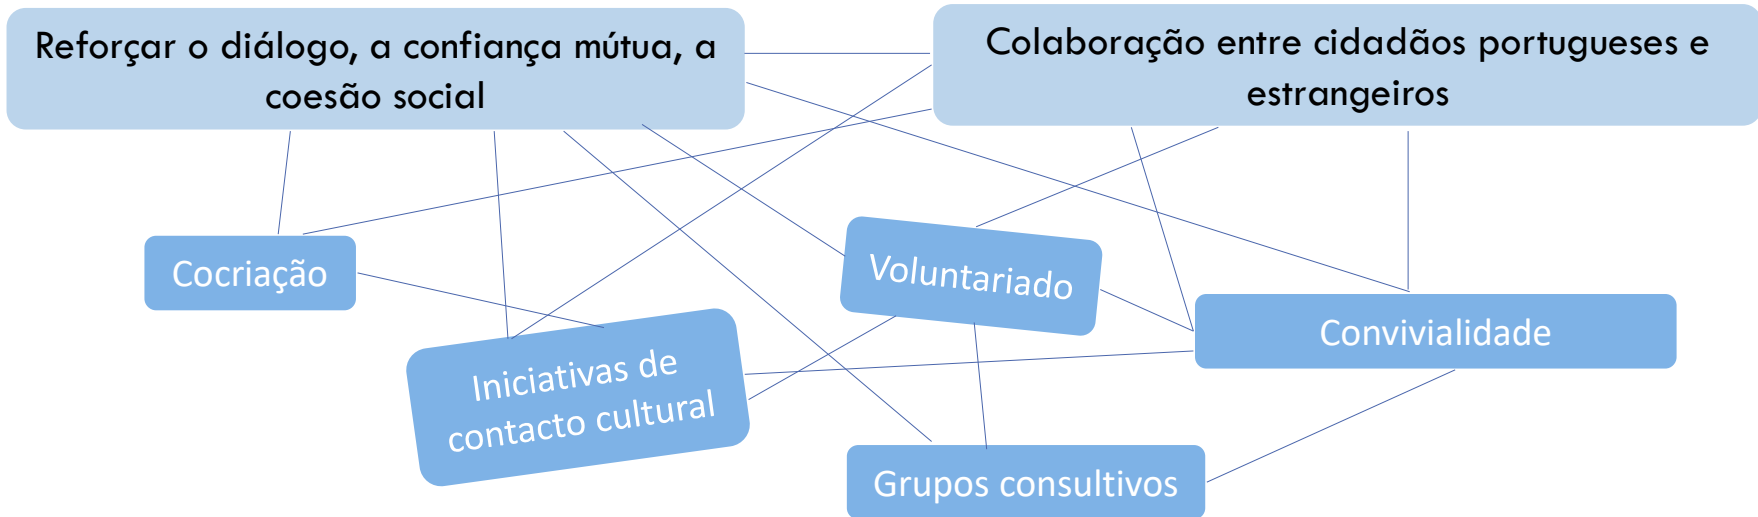 Reforçar o diálogo, a confiança mútua, a
coesão social
Colaboração entre cidadãos portugueses e
estrangeiros
Cocriação
Voluntariado
Convivialidade
Iniciativas de
contacto cultural
Grupos consultivos